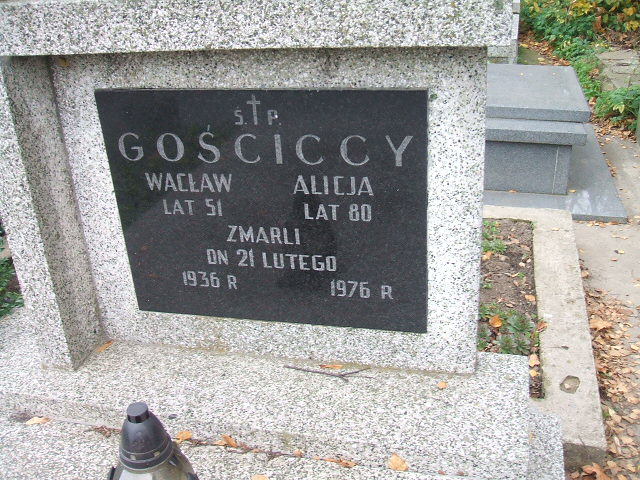 Ś. P.
GOŚCICCY
WACŁAW ALICJA
LAT 51 LAT 80
ZMARLI
DN 21 LUTEGO
1936 R 1976 R